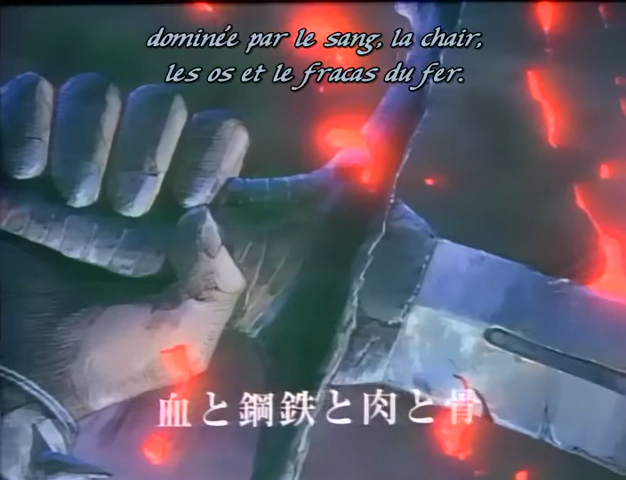 dominée par le sang, la chair,
les os et le fracas du fer.
血と鋼鉄と肉と骨